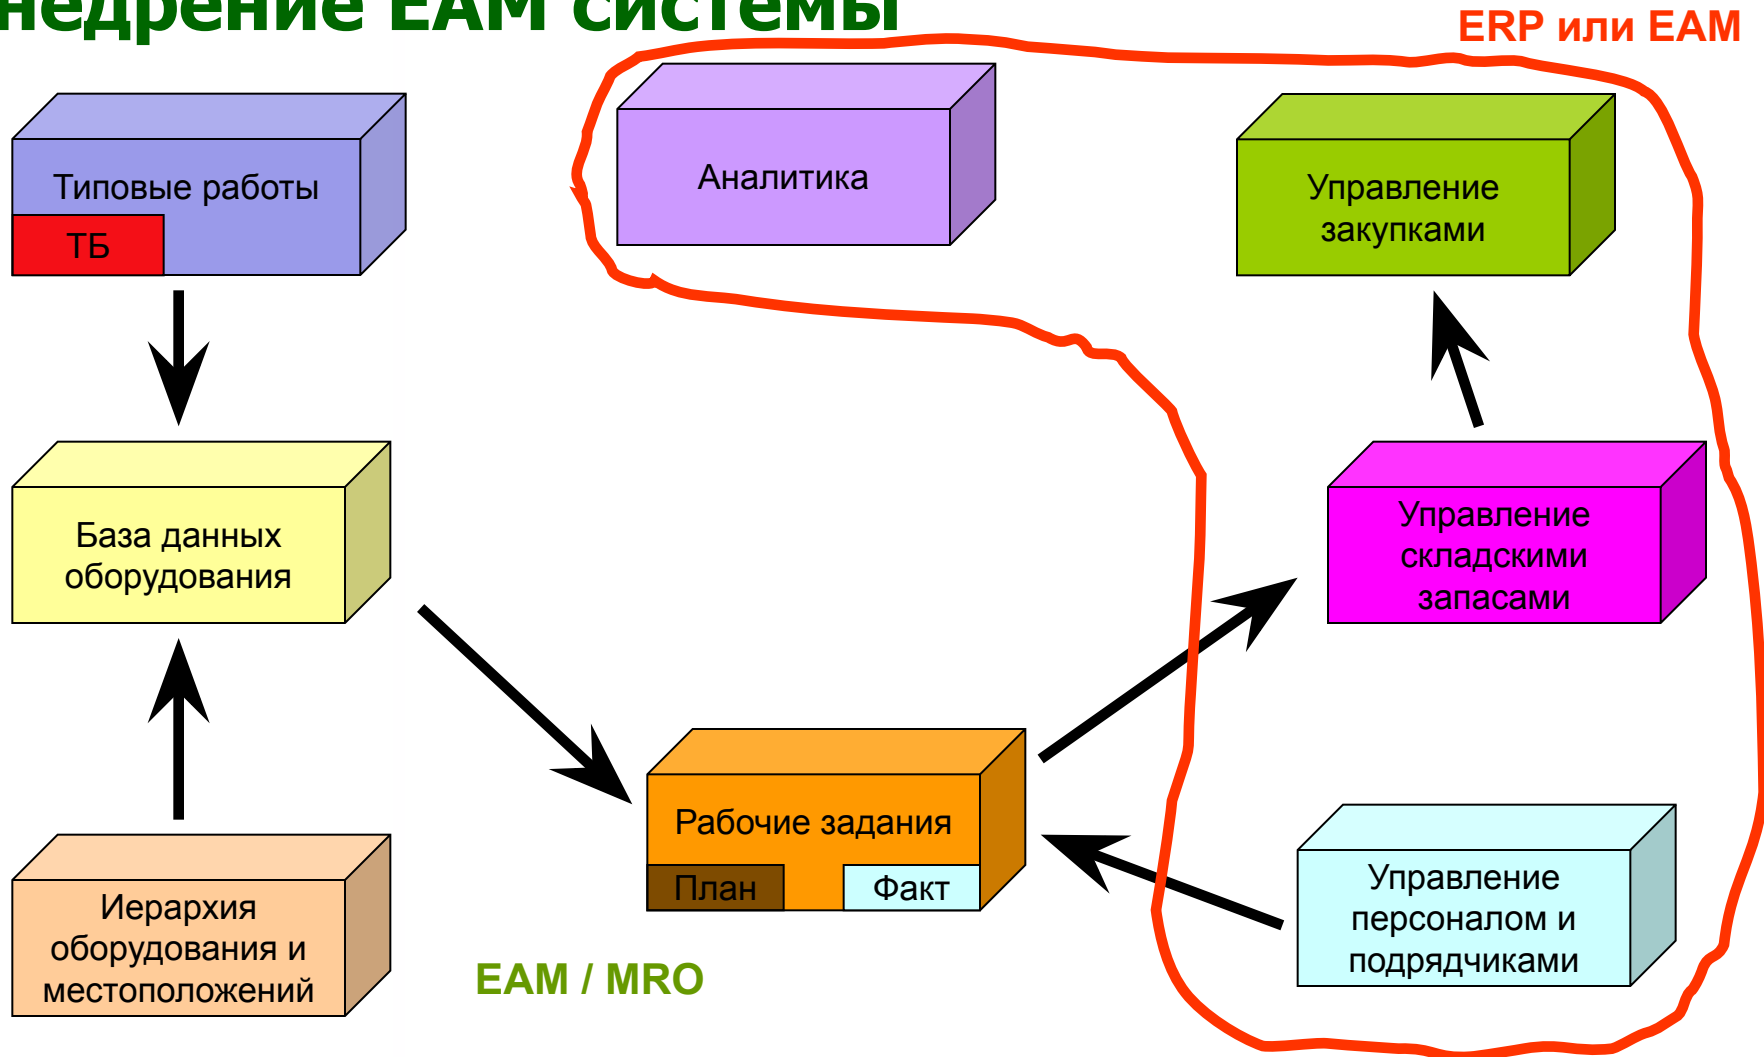 недрение EAM системы
ERP или EAM
Типовые работы
ТБ
Аналитика
Управление
закупками
База данных
оборудования
Управление
складскими
запасами
Рабочие задания
План
Факт
Иерархия
оборудования и
местоположений
Управление
персоналом и
подрядчиками
EAM / MRO